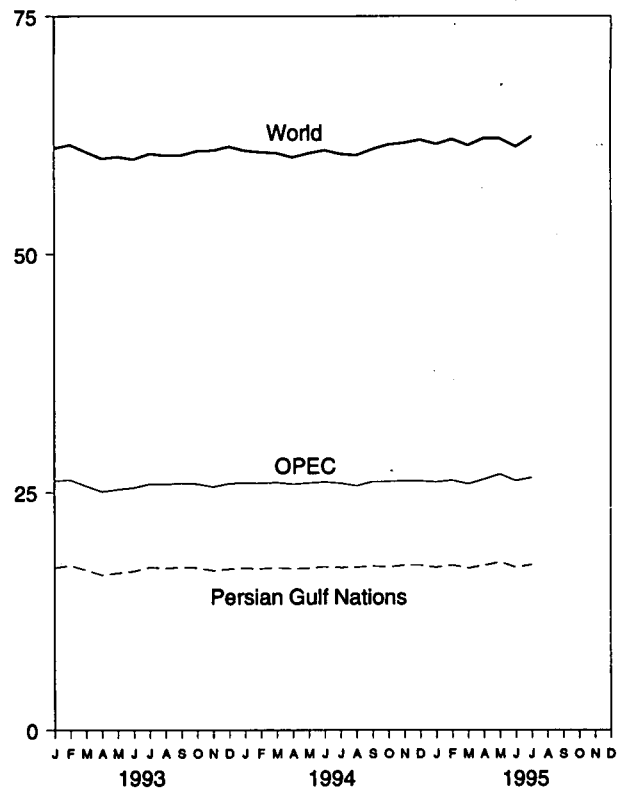 75
World
50
OPEC
25
Persian Gulf Nations
0
J F M A M J J A S O N D J F M A M J J A S O N D J F M A M J J A S O N D
1993 1994 1995